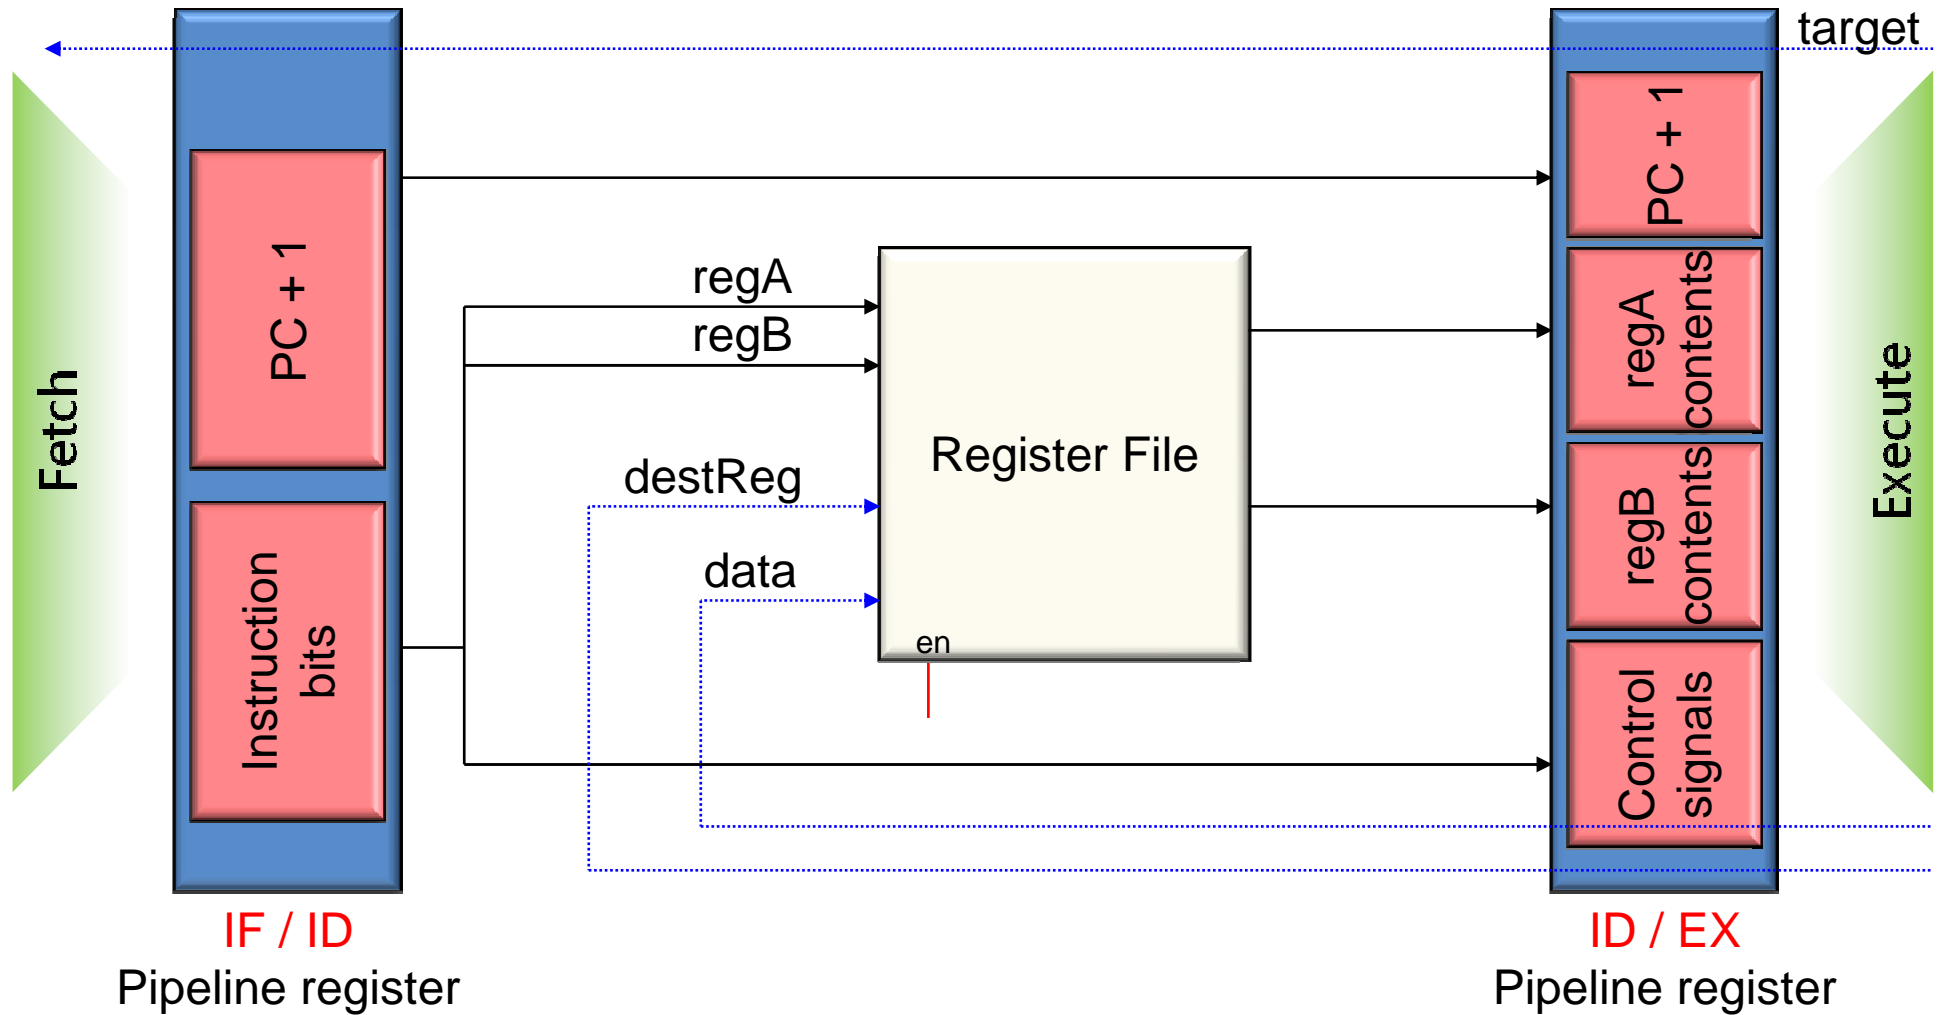 target
Fetch
PC + 1
Instruction
bits
regA
regB
destReg
data
Register File
en
PC + 1
regA
contents
regB
contents
Control
signals
Execute
IF / ID
Pipeline register
ID / EX
Pipeline register